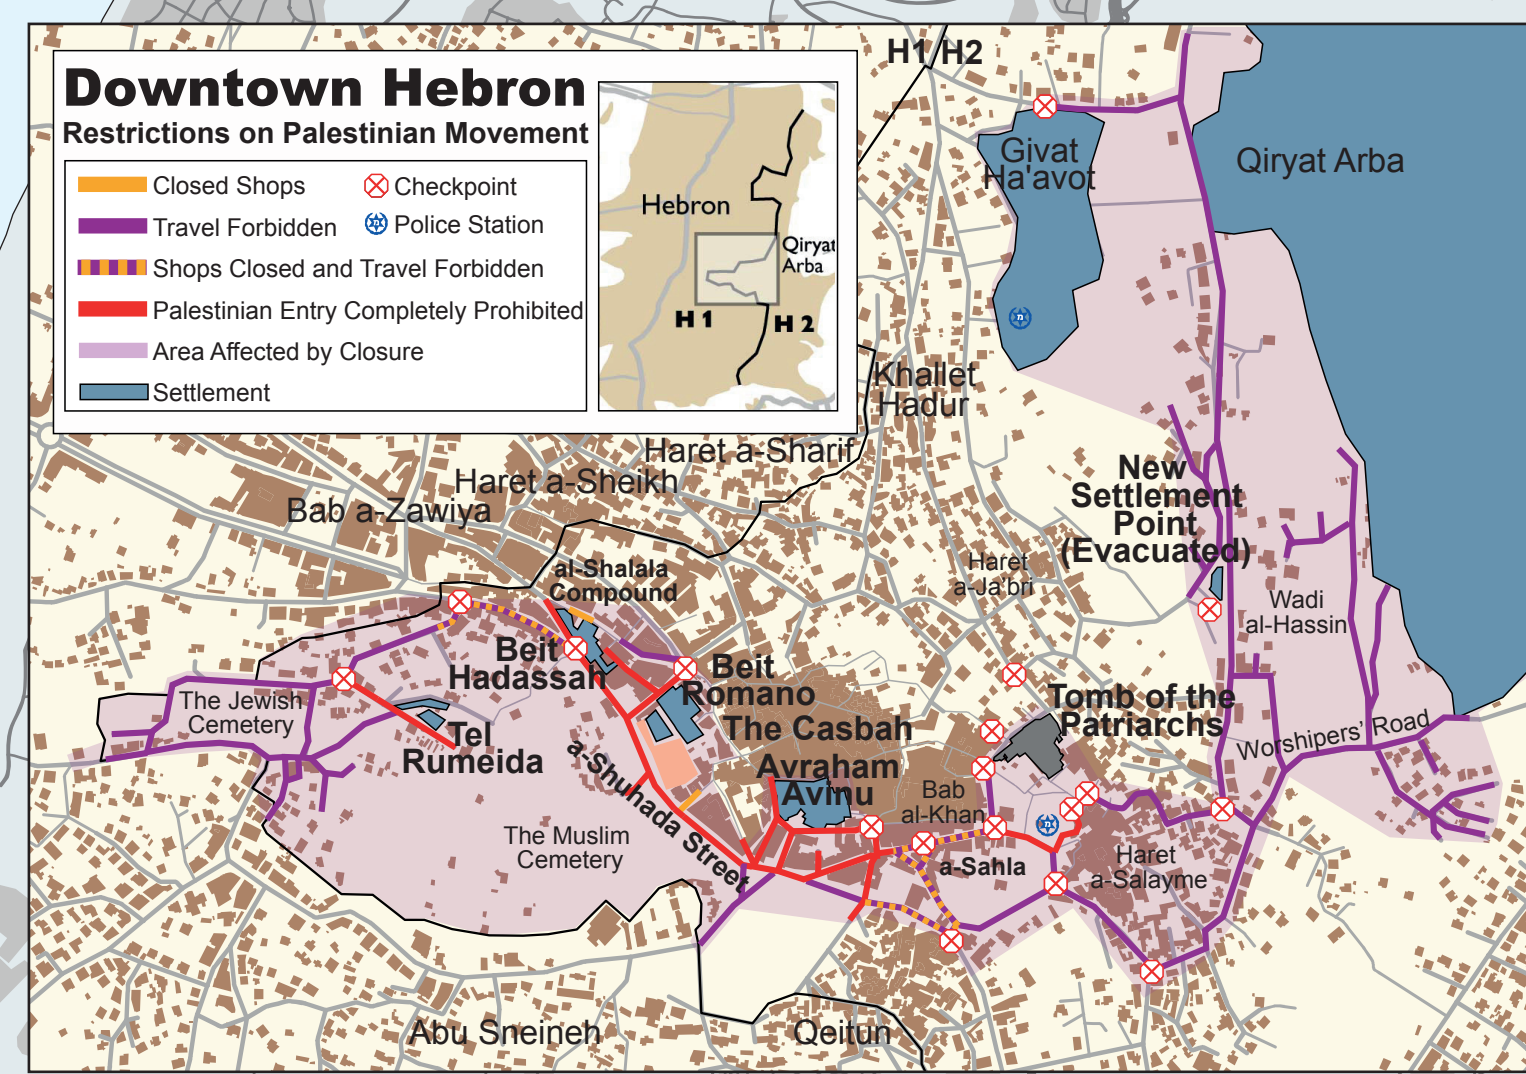 Downtown Hebron
Restrictions on Palestinian Movement
Closed Shops
Checkpoint
Travel Forbidden
Police Station
Shops Closed and Travel Forbidden
Palestinian Entry Completely Prohibited
Area Affected by Closure
Settlement
Hebron
Qiryat
Arba
H 1
H 2
H1
H2
Givat
Ha'avot
Qiryat Arba
Khallet
Hadur
Haret a-Sharif
Haret a-Sheikh
Bab a-Zawiya
New
Settlement
Point
(Evacuated)
Haret
a-Ja'bri
al-Shalala
Compound
Wadi
al-Hassin
Beit
Hadassah
Beit
Romano
The Jewish
Cemetery
Tel
Rumeida
The Casbah
Tomb of the
Patriarchs
Worshipers' Road
Avraham
Avinu
Bab
al-Khan
a-Shuhada Street
The Muslim
Cemetery
a-Sahla
Haret
a-Salayme
Abu Sneineh
Qeitun